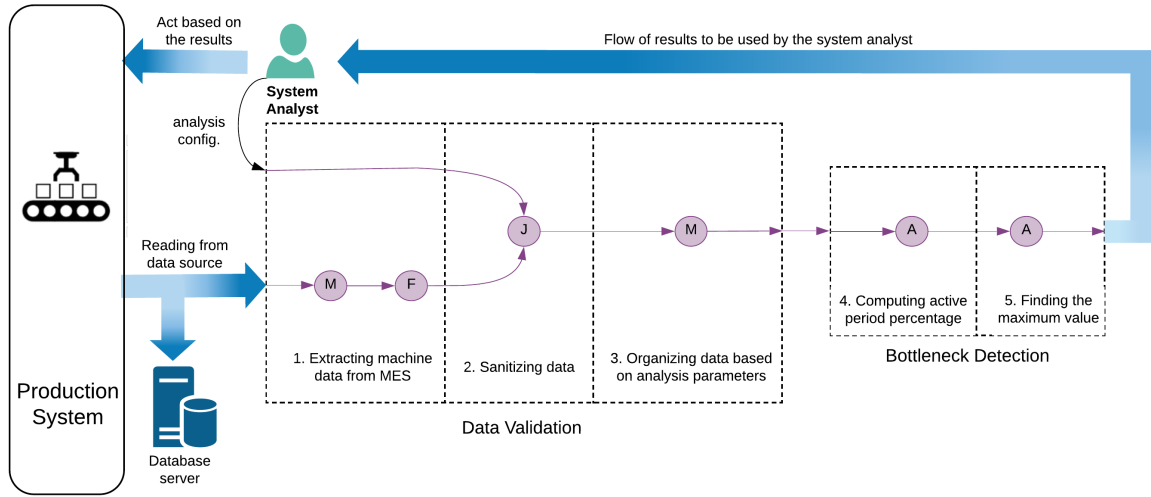 Act based on
the results
Flow of results to be used by the system analyst
System
Analyst
analysis
config.
Reading from
data source
J
M
A
A
M
F
4. Computing active
period percentage
5. Finding the
maximum value
1. Extracting machine
data from MES
2. Sanitizing data
3. Organizing data based
on analysis parameters
Bottleneck Detection
Production
System
Data Validation
Database
server